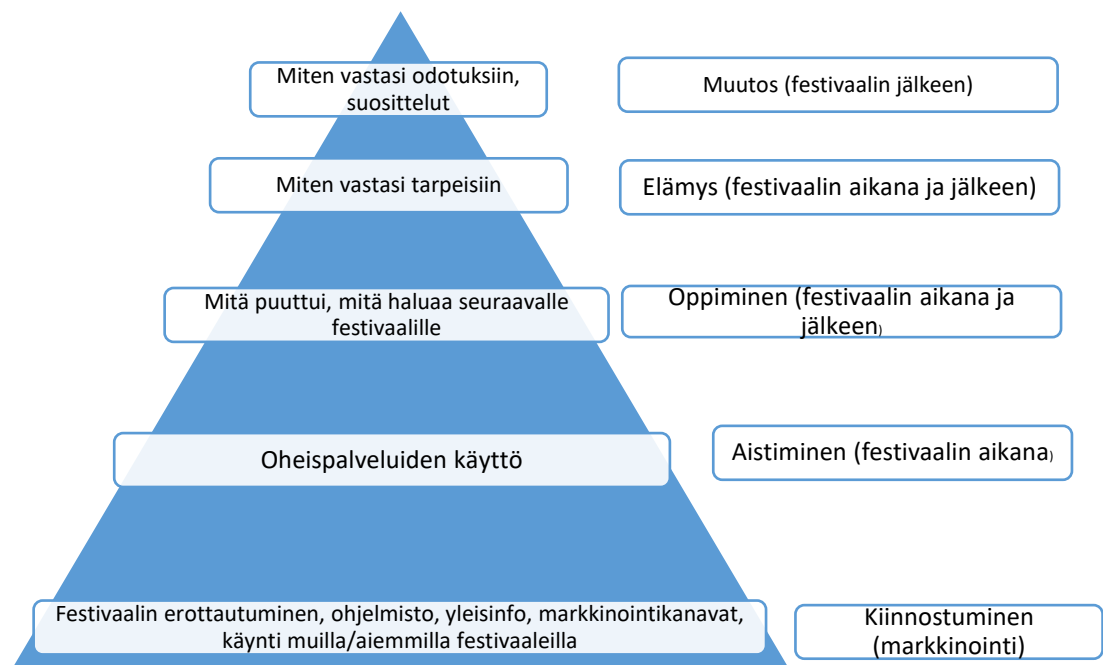 Miten vastasi odotuksiin,
suosittelut
Muutos (festivaalin jälkeen)
Miten vastasi tarpeisiin
Elämys (festivaalin aikana ja jälkeen)
Mitä puuttui, mitä haluaa seuraavalle
festivaalille
Oppiminen (festivaalin aikana ja
jälkeen)
Oheispalveluiden käyttö
Aistiminen (festivaalin aikana)
Festivaalin erottautuminen, ohjelmisto, yleisinfo, markkinointikanavat,
käynti muilla/aiemmilla festivaaleilla
Kiinnostuminen
(markkinointi)